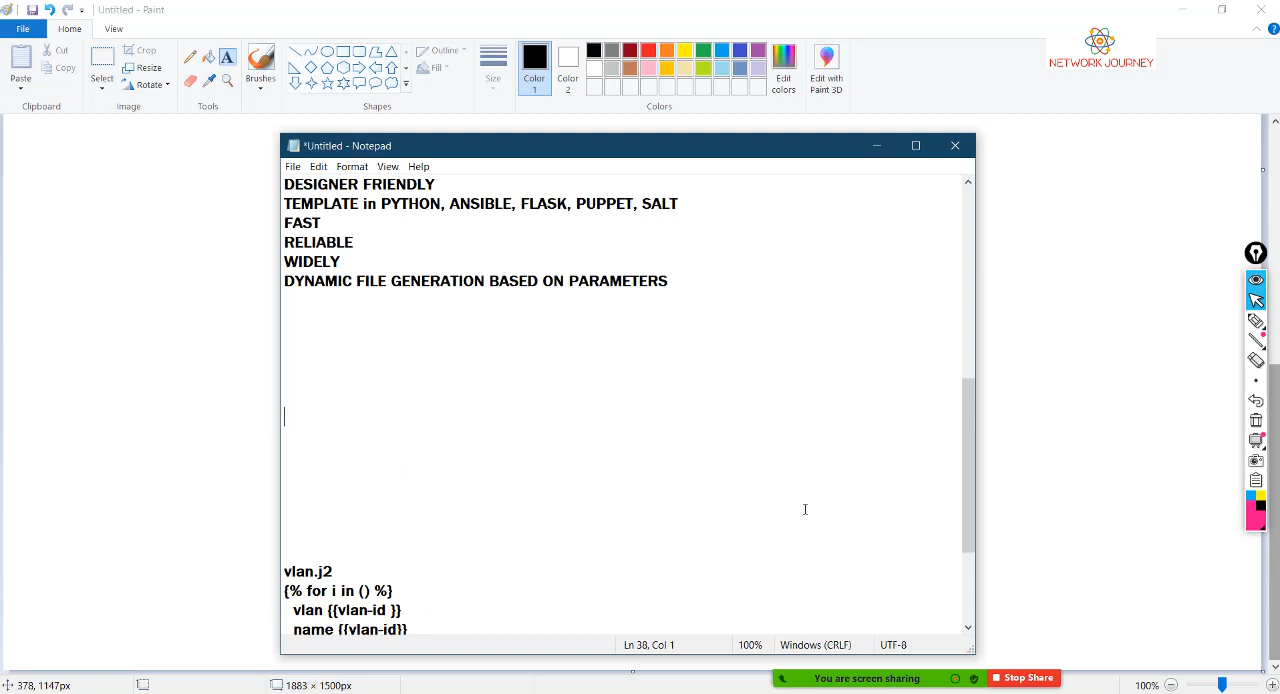 Untitled - Paint
File
Home
View
Paste
Cut
Copy
Clipboard
Select
Crop
Resize
Rotate
Image
A
Tools
Brushes
Outline
Fill
Shapes
Size
Color
1
Color
2
Edit
colors
Colors
Edit with
Paint 3D
NETWORK JOURNEY
*Untitled - Notepad
File Edit Format View Help
DESIGNER FRIENDLY
TEMPLATE in PYTHON, ANSIBLE, FLASK, PUPPET, SALT
FAST
RELIABLE
WIDELY
DYNAMIC FILE GENERATION BASED ON PARAMETERS
vlan.j2
{% for i in () %}
vlan {{vlan-id }}
name {{vlan-id}}
Ln 38, Col 1
100%
Windows (CRLF)
UTF-8
You are screen sharing
Stop Share
378, 1147px
1883 × 1500px
100%